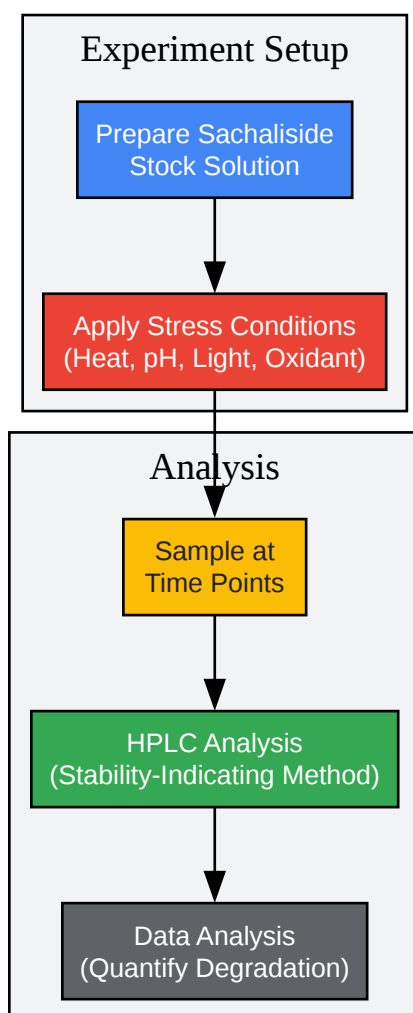 Experiment Setup
Prepare Sachaliside
Stock Solution
Apply Stress Conditions
(Heat, pH, Light, Oxidant)
Analysis
Sample at
Time Points
HPLC Analysis
(Stability-Indicating Method)
Data Analysis
(Quantify Degradation)